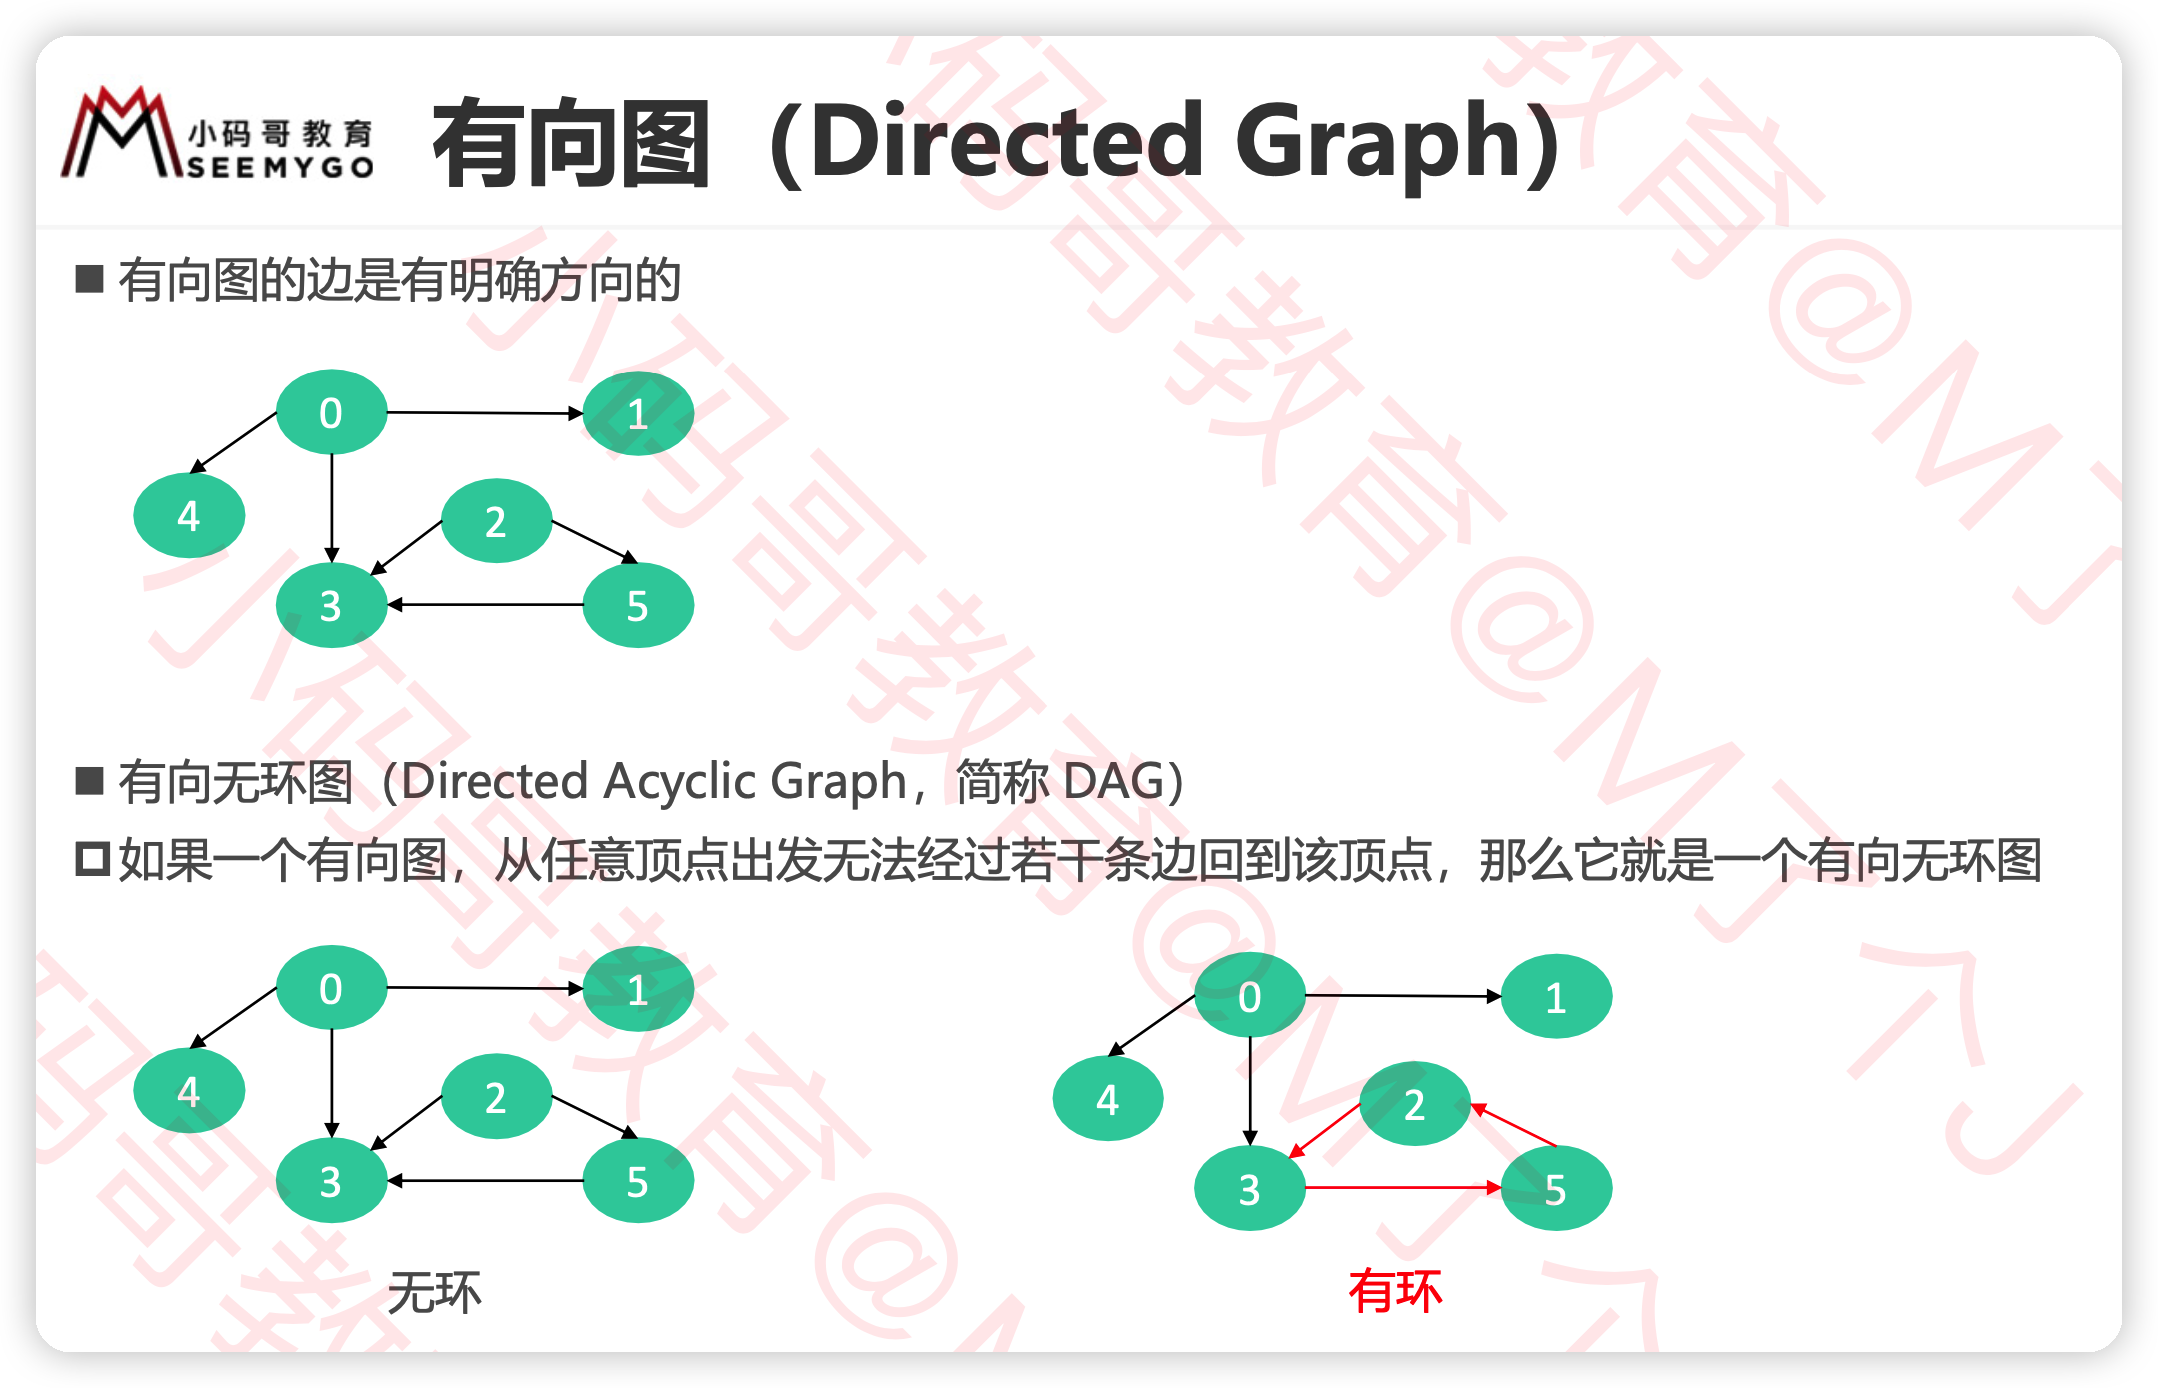 小码哥教育
SEEMYGO
有向图（Directed Graph）
■ 有向图的边是有明确方向的
0
1
4
2
3
5
■ 有向无环图（Directed Acyclic Graph，简称 DAG）
如果一个有向图，从任意顶点出发无法经过若干条边回到该顶点，那么它就是一个有向无环图
0
1
4
2
3
5
无环
0
1
4
2
3
5
有环
小码哥教育@M了个J